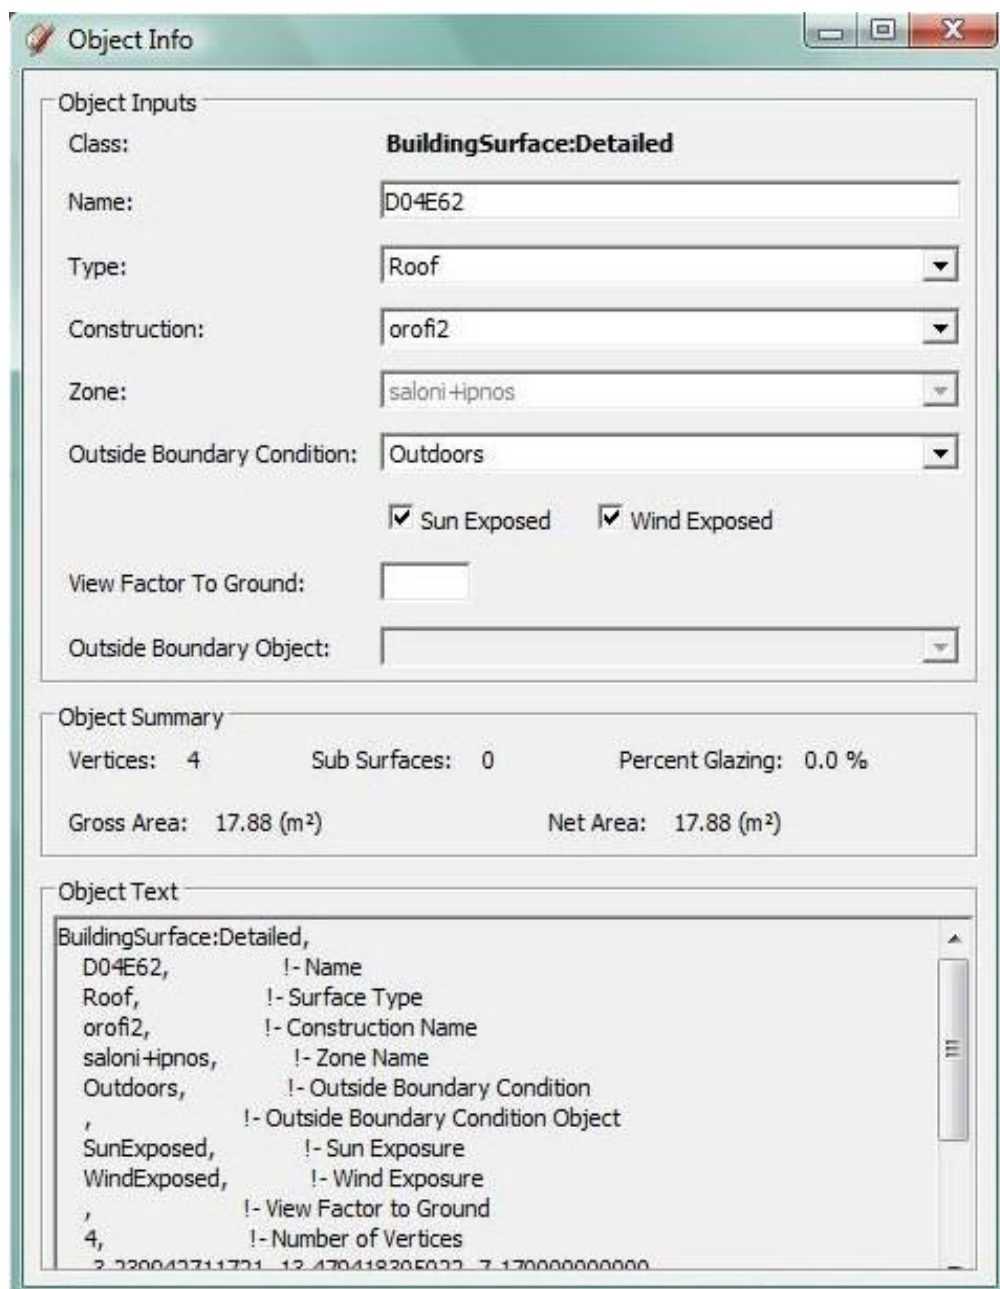 Object Info
Object Inputs
Class: BuildingSurface:Detailed
Name: D04E62
Type: Roof
Construction: orofi2
Zone: saloni+ipnos
Outside Boundary Condition: Outdoors
Sun Exposed Wind Exposed
View Factor To Ground:
Outside Boundary Object:
Object Summary
Vertices: 4 Sub Surfaces: 0 Percent Glazing: 0.0 %
Gross Area: 17.88 (m²) Net Area: 17.88 (m²)
Object Text
BuildingSurface:Detailed,
D04E62, !- Name
Roof, !- Surface Type
orofi2, !- Construction Name
saloni+ipnos, !- Zone Name
Outdoors, !- Outside Boundary Condition
, !- Outside Boundary Condition Object
SunExposed, !- Sun Exposure
WindExposed, !- Wind Exposure
, !- View Factor to Ground
4, !- Number of Vertices